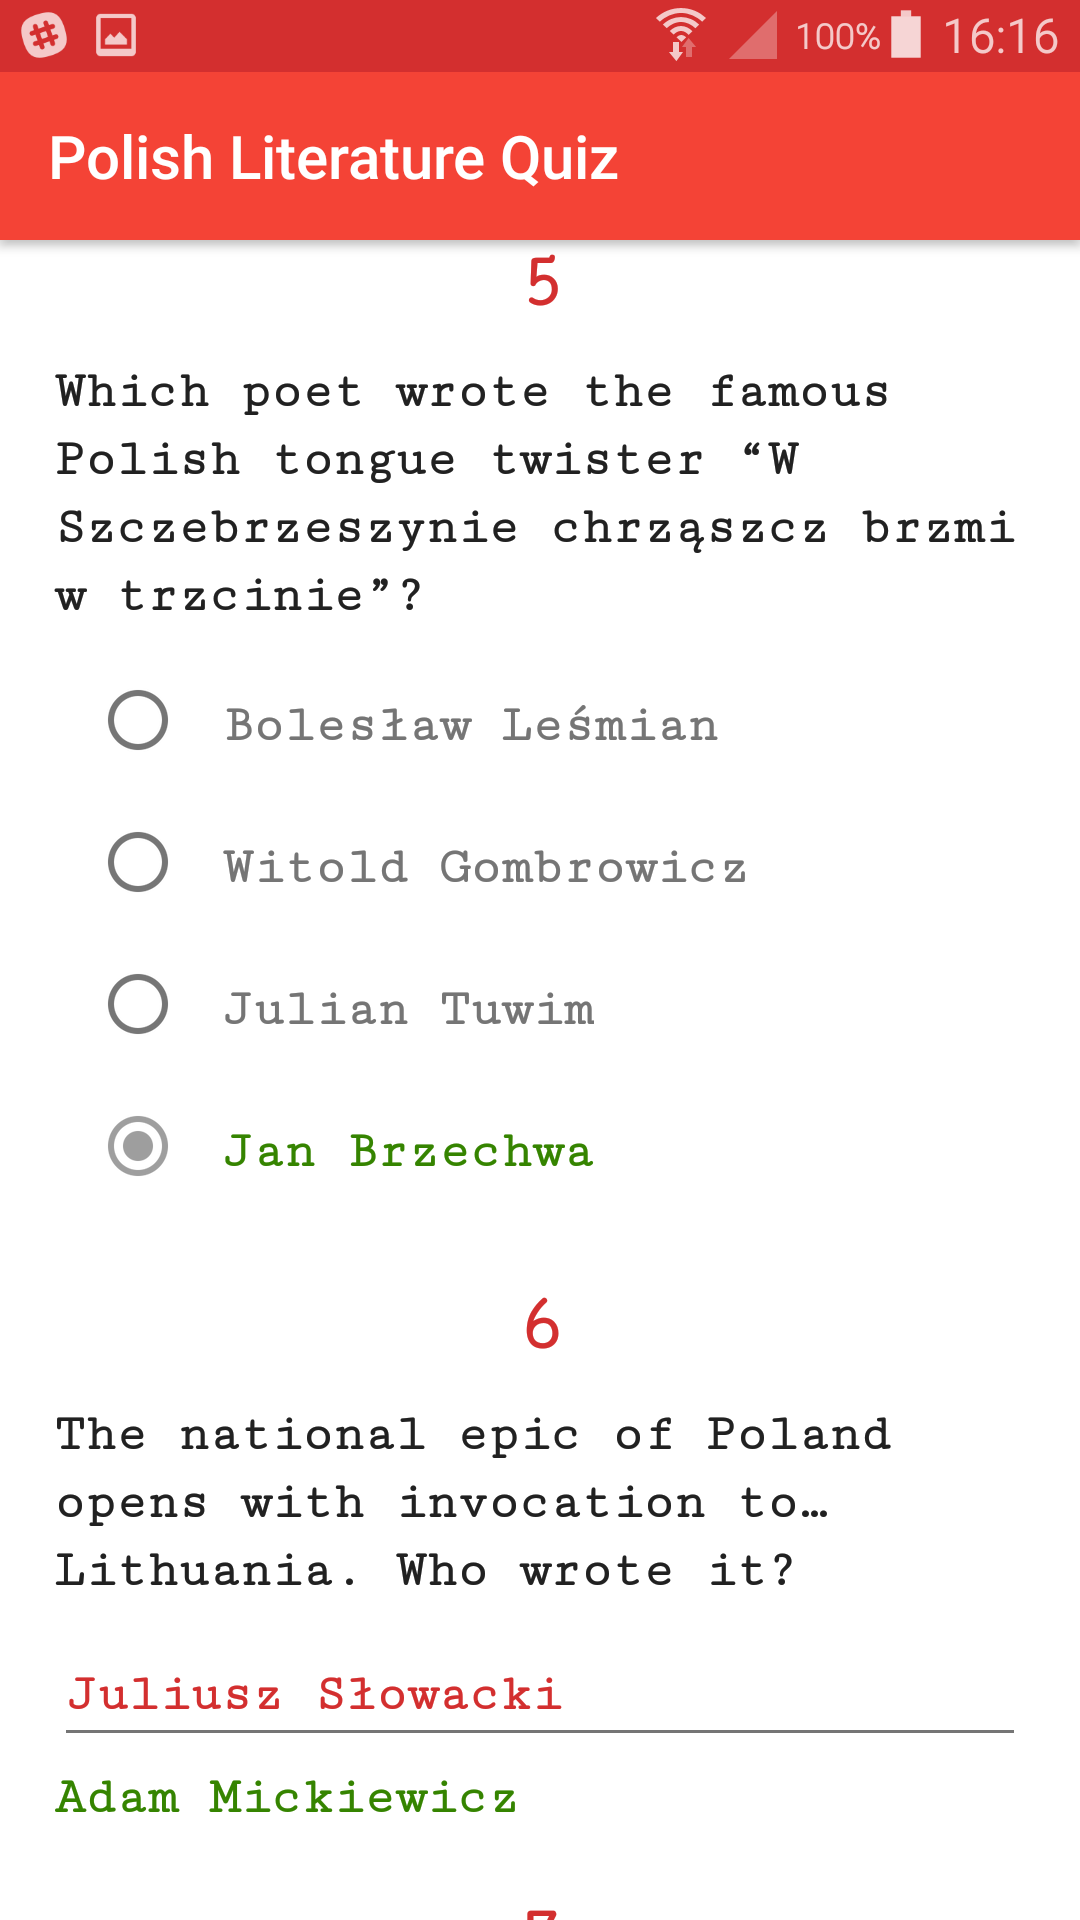 100% 16:16
Polish Literature Quiz
5
Which poet wrote the famous
Polish tongue twister “W
Szczebrzeszynie chrząszcz brzmi
w trzcinie”?
Bolesław Leśmian
Witold Gombrowicz
Julian Tuwim
Jan Brzechwa
6
The national epic of Poland
opens with invocation to…
Lithuania. Who wrote it?
Juliusz Słowacki
Adam Mickiewicz